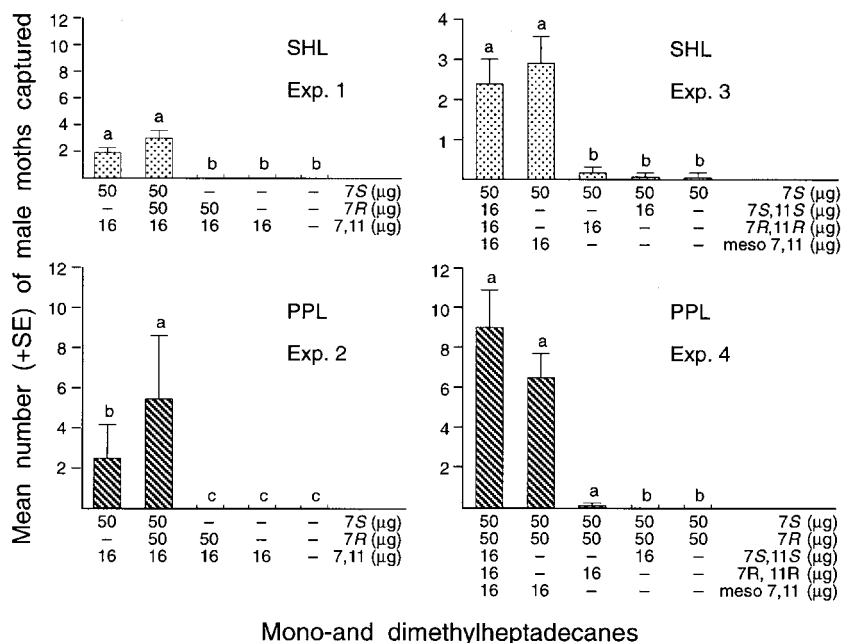 Mean number (+SE) of male moths captured
12
10
8
6
4
2
SHL
Exp. 1
a a b b b
50 50 – – – 7S (μg)
– 50 50 – – 7R (μg)
16 16 16 16 – 7,11 (μg)
4
3
2
1
SHL
Exp. 3
a a b b b
50 50 50 50 50 7S (μg)
16 – – 16 – 7S,11S (μg)
16 – 16 – – 7R,11R (μg)
16 16 – – – meso 7,11 (μg)
12
10
8
6
4
2
PPL
Exp. 2
b a c c c
50 50 – – – 7S (μg)
– 50 50 – – 7R (μg)
16 16 16 16 – 7,11 (μg)
12
10
8
6
4
2
PPL
Exp. 4
a a a b b
50 50 50 50 50 7S (μg)
50 50 50 50 50 7R (μg)
16 – – 16 – 7S,11S (μg)
16 – 16 – – 7R, 11R (μg)
16 16 – – – meso 7,11 (μg)
Mono-and dimethylheptadecanes